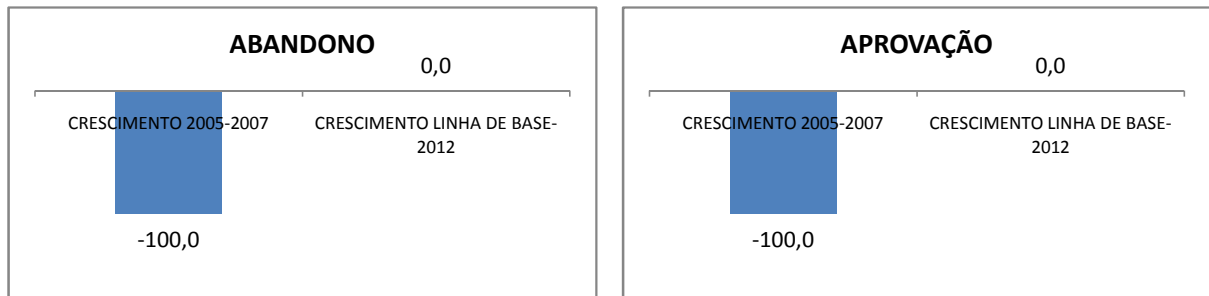 ABANDONO
0,0
CRESCIMENTO 2005-2007
CRESCIMENTO LINHA DE BASE-
2012
-100,0
APROVAÇÃO
0,0
CRESCIMENTO 2005-2007
CRESCIMENTO LINHA DE BASE-
2012
-100,0